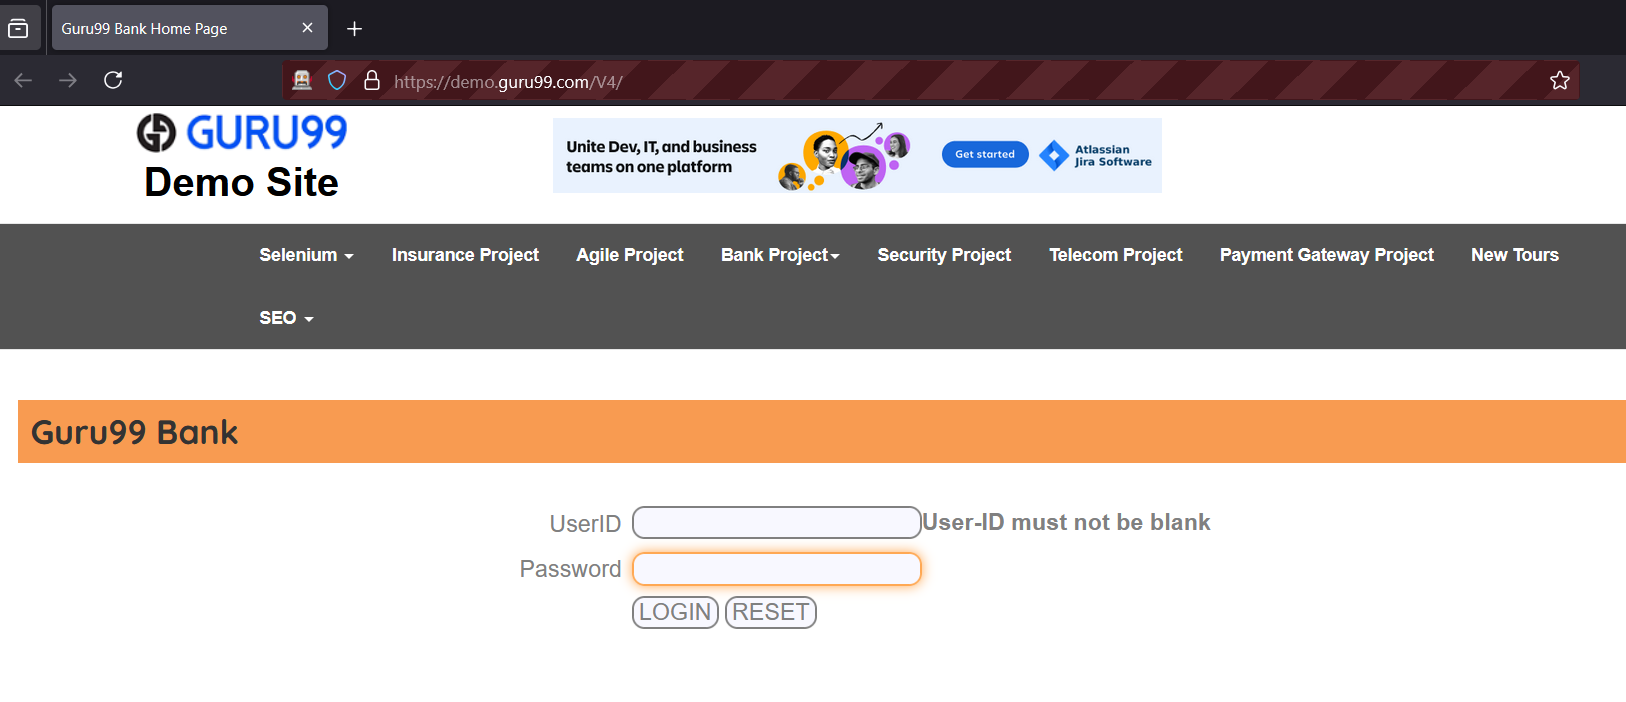 Guru99 Bank Home Page
https://demo.guru99.com/V4/
GURU99
Demo Site
Unite Dev, IT, and business
teams on one platform
Get started
Atlassian
Jira Software
Selenium Insurance Project Agile Project Bank Project Security Project Telecom Project Payment Gateway Project New Tours
SEO
Guru99 Bank
UserID User-ID must not be blank
Password
LOGIN RESET